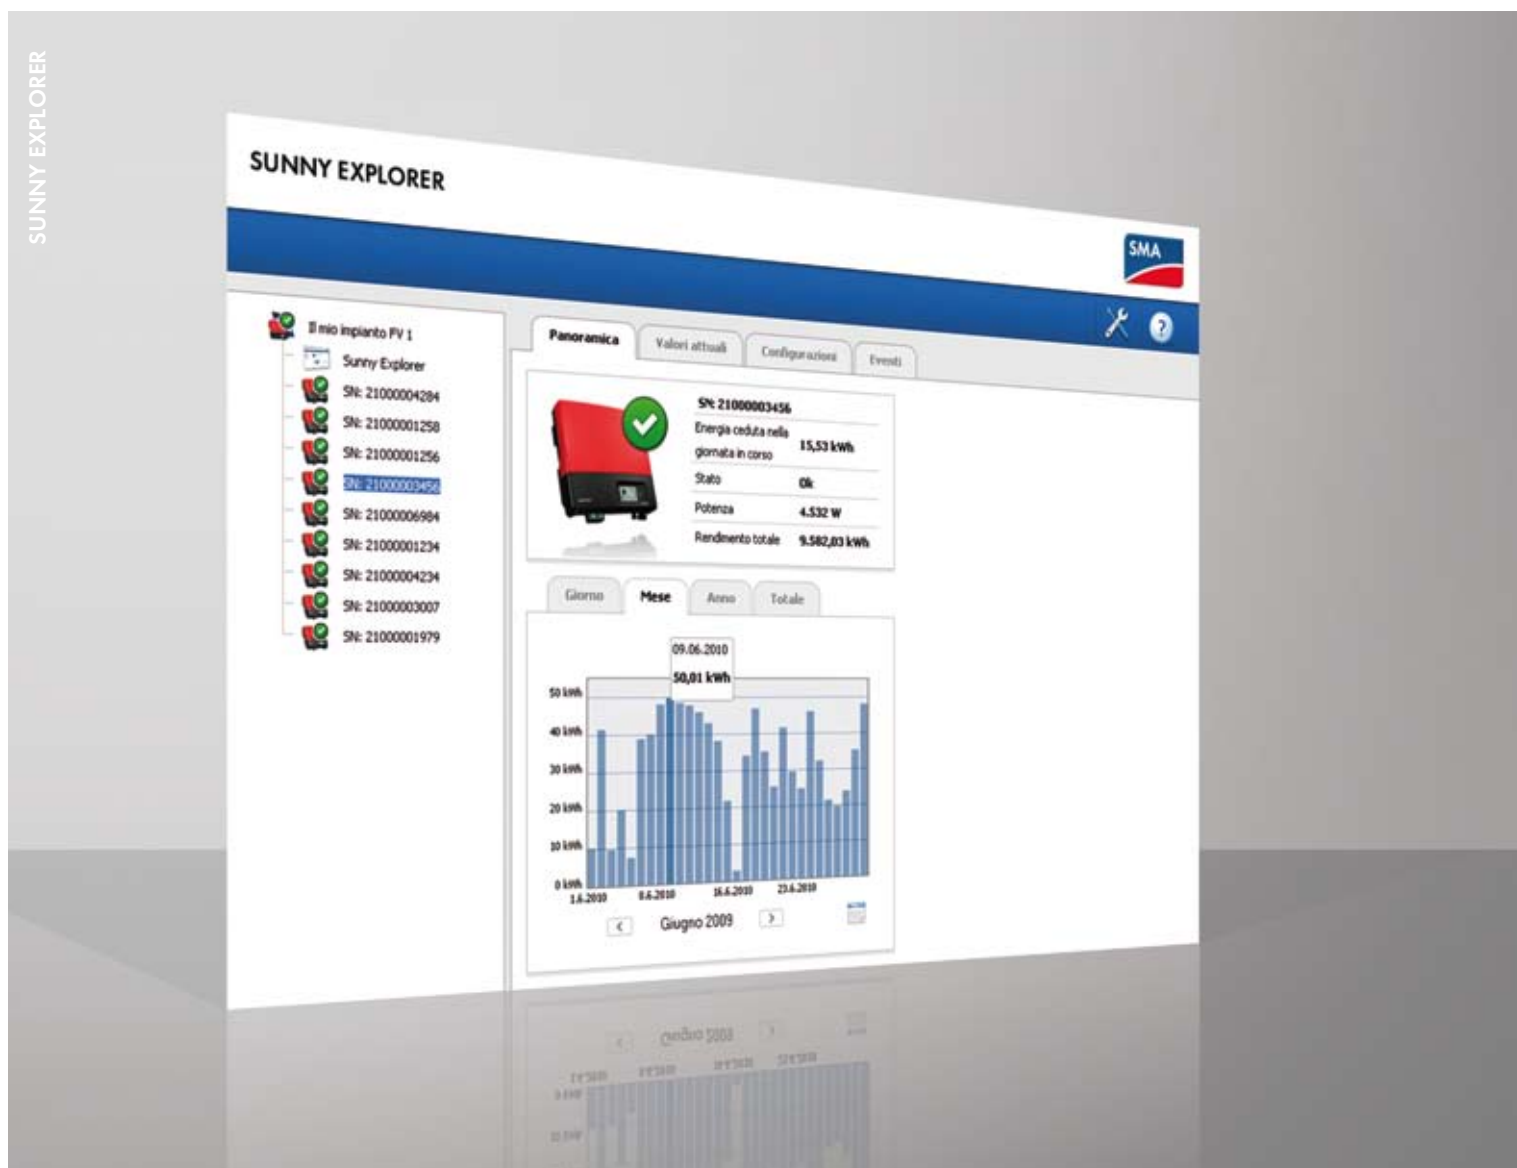 SUNNY EXPLORER
SUNNY EXPLORER
SMA
Il mio impianto FV 1
Sunny Explorer
SN: 21000004284
SN: 21000001258
SN: 21000001256
SN: 21000003456
SN: 21000006984
SN: 21000001234
SN: 21000004234
SN: 21000003007
SN: 21000001979
Panoramica Valori attuali Configurazioni Eventi
SN: 21000003456
Energia ceduta nella
giornata in corso 15,53 kWh
Stato Ok
Potenza 4.532 W
Rendimento totale 9.582,03 kWh
Giorno Mese Anno Totale
09.06.2010
50,01 kWh
50 kWh
40 kWh
30 kWh
20 kWh
10 kWh
0 kWh
1.6.2010 8.6.2010 16.6.2010 23.6.2010
Giugno 2009